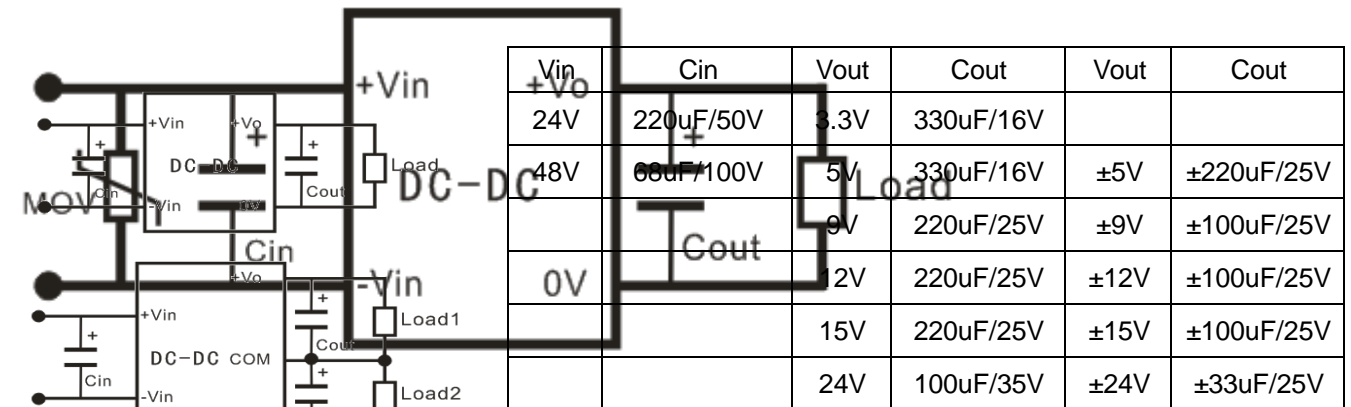 Vin Cin Vout Cout Vout Cout
24V 220uF/50V 3.3V 330uF/16V
48V 68uF/100V 5V 330uF/16V ±5V ±220uF/25V
9V 220uF/25V ±9V ±100uF/25V
12V 220uF/25V ±12V ±100uF/25V
15V 220uF/25V ±15V ±100uF/25V
24V 100uF/35V ±24V ±33uF/25V
+Vin +Vo
MOV
DC-DC
Load
+
Cin
+
Cout
-Vin 0V
+Vin +Vo
+
DC-DC
+
Load
Cin
Cout
-Vin 0V
+Vo
+Vin
+
Load1
Cout
+
DC-DC COM
Cin
+
Load2
-Vin